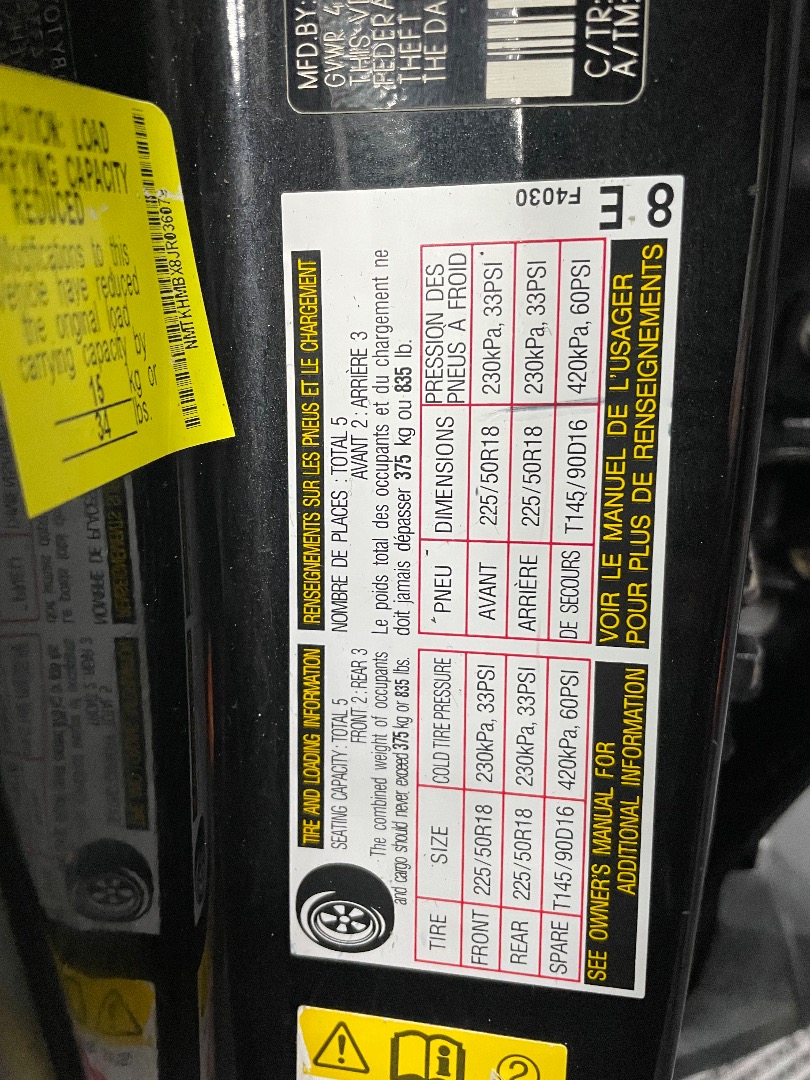 CAUTION: LOAD
CARRYING CAPACITY
REDUCED
Modifications to this
vehicle have reduced
the original load
carrying capacity by
15 kg or
34 lbs.
MFD.BY:
GVWR
THIS
THEFT
THE DA
C/TR:
A/TM:
TIRE AND LOADING INFORMATION
SEATING CAPACITY : TOTAL 5
FRONT 2 : REAR 3
The combined weight of occupants
and cargo should never exceed 375 kg or 835 lbs.
TIRE SIZE COLD TIRE PRESSURE
FRONT 225/50R18 230kPa, 33PSI
REAR 225/50R18 230kPa, 33PSI
SPARE T145/90D16 420kPa, 60PSI
SEE OWNER'S MANUAL FOR
ADDITIONAL INFORMATION
RENSEIGNEMENTS SUR LES PNEUS ET LE CHARGEMENT
NOMBRE DE PLACES : TOTAL 5
AVANT 2 : ARRIÈRE 3
Le poids total des occupants et du chargement ne
doit jamais dépasser 375 kg ou 835 lb.
PNEU DIMENSIONS PRESSION DES
PNEUS A FROID
AVANT 225/50R18 230kPa, 33PSI
ARRIÈRE 225/50R18 230kPa, 33PSI
DE SECOURS T145/90D16 420kPa, 60PSI
VOIR LE MANUEL DE L'USAGER
POUR PLUS DE RENSEIGNEMENTS
F4030
8E